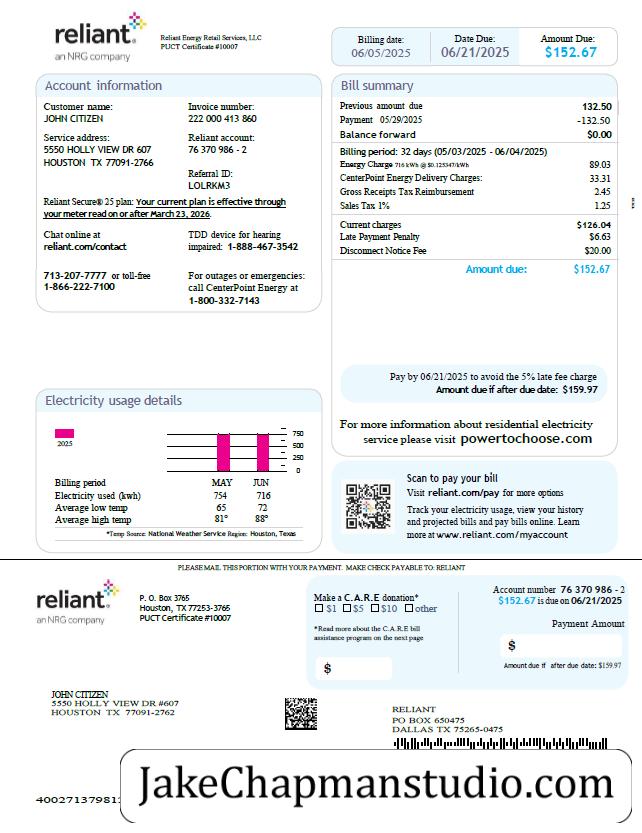 reliant
an NRG company
Reliant Energy Retail Services, LLC
PUCT Certificate #10007
Billing date:
06/05/2025
Date Due:
06/21/2025
Amount Due:
$152.67
Account information
Customer name:
JOHN CITIZEN
Invoice number:
222 000 413 860
Service address:
5550 HOLLY VIEW DR 607
HOUSTON TX 77091-2766
Reliant account:
76 370 986 - 2
Referral ID:
LOLRKM3
Reliant Secure® 25 plan: Your current plan is effective through
your meter read on or after March 23, 2026.
Chat online at
reliant.com/contact
TDD device for hearing
impaired: 1-888-467-3542
713-207-7777 or toll-free
1-866-222-7100
For outages or emergencies:
call CenterPoint Energy at
1-800-332-7143
Bill summary
Previous amount due 132.50
Payment 05/29/2025 -132.50
Balance forward $0.00
Billing period: 32 days (05/03/2025 - 06/04/2025)
Energy Charge 716 kWh @ $0.125347/kWh 89.03
CenterPoint Energy Delivery Charges: 33.31
Gross Receipts Tax Reimbursement 2.45
Sales Tax 1% 1.25
Current charges $126.04
Late Payment Penalty $6.63
Disconnect Notice Fee $20.00
Amount due: $152.67
Pay by 06/21/2025 to avoid the 5% late fee charge
Amount due if after due date: $159.97
For more information about residential electricity
service please visit powertochoose.com
Electricity usage details
2025
750
500
250
0
Billing period MAY JUN
Electricity used (kwh) 754 716
Average low temp 65 72
Average high temp 81° 88°
*Temp Source: National Weather Service Region: Houston, Texas
Scan to pay your bill
Visit reliant.com/pay for more options
Track your electricity usage, view your history
and projected bills and pay bills online. Learn
more at www.reliant.com/myaccount
PLEASE MAIL THIS PORTION WITH YOUR PAYMENT. MAKE CHECK PAYABLE TO: RELIANT
reliant
an NRG company
P. O. Box 3765
Houston, TX 77253-3765
PUCT Certificate #10007
Make a C.A.R.E donation*
$1 $5 $10 other
*Read more about the C.A.R.E bill
assistance program on the next page
$
Account number 76 370 986 - 2
$152.67 is due on 06/21/2025
Payment Amount
$
Amount due if after due date: $159.97
JOHN CITIZEN
5550 HOLLY VIEW DR #607
HOUSTON TX 77091-2762
RELIANT
PO BOX 650475
DALLAS TX 75265-0475
JakeChapmanstudio.com